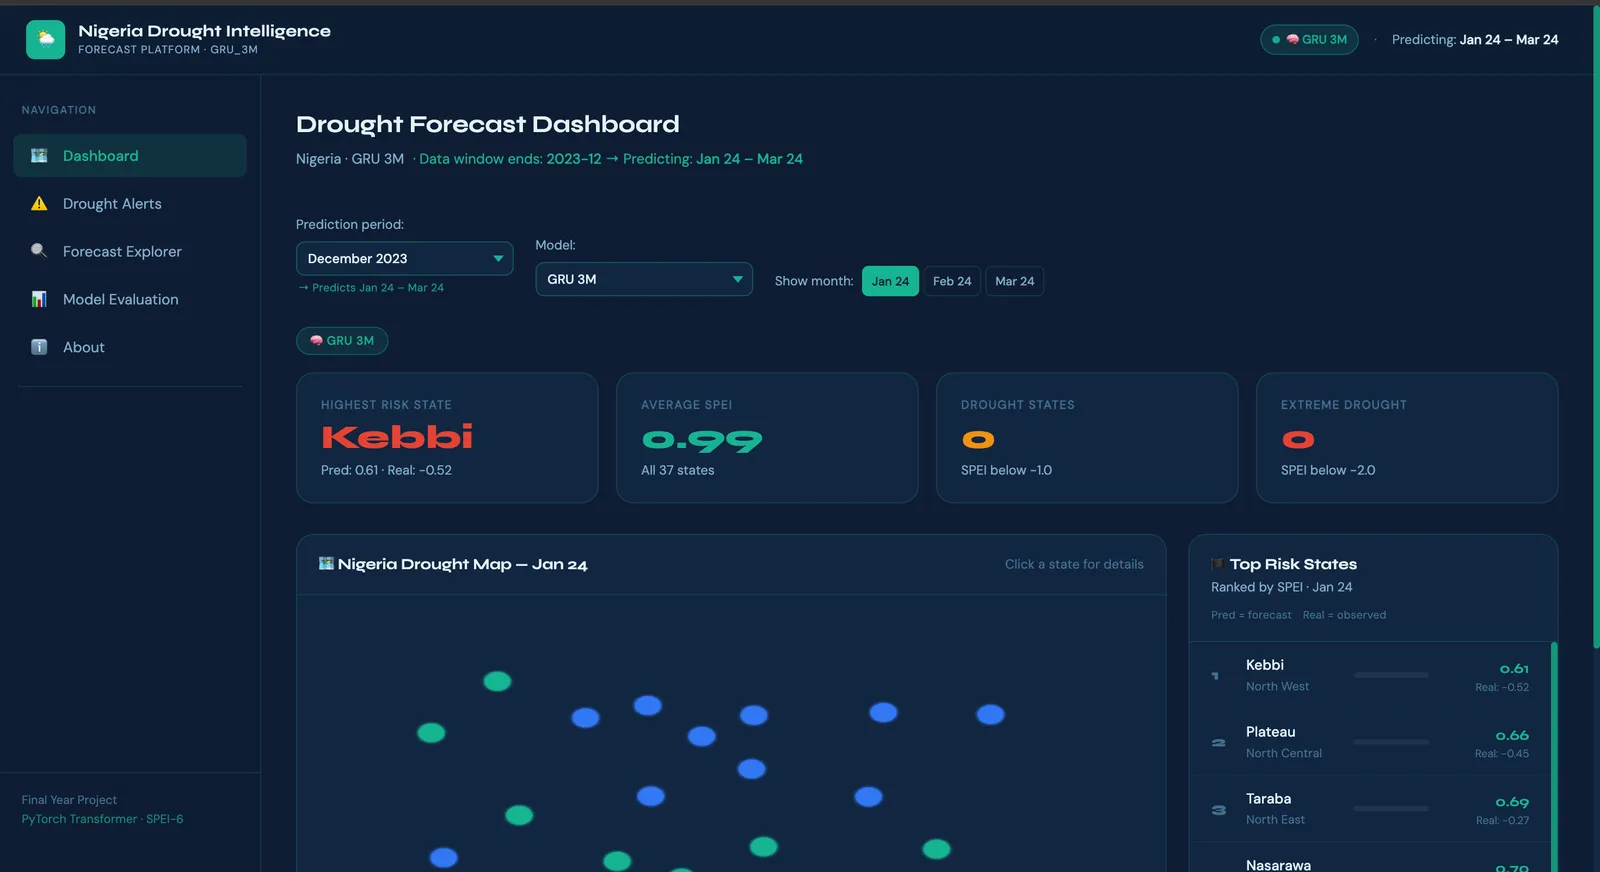 Nigeria Drought Intelligence
FORECAST PLATFORM · GRU_3M
GRU 3M · Predicting: Jan 24 – Mar 24
NAVIGATION
Dashboard
Drought Alerts
Forecast Explorer
Model Evaluation
About
Final Year Project
PyTorch Transformer · SPEI-6
Drought Forecast Dashboard
Nigeria · GRU 3M · Data window ends: 2023-12 → Predicting: Jan 24 – Mar 24
Prediction period:
December 2023
→ Predicts Jan 24 – Mar 24
Model:
GRU 3M
Show month: Jan 24 Feb 24 Mar 24
GRU 3M
HIGHEST RISK STATE
Kebbi
Pred: 0.61 · Real: -0.52
AVERAGE SPEI
0.99
All 37 states
DROUGHT STATES
0
SPEI below -1.0
EXTREME DROUGHT
0
SPEI below -2.0
Nigeria Drought Map — Jan 24
Click a state for details
Top Risk States
Ranked by SPEI · Jan 24
Pred = forecast Real = observed
1 Kebbi 0.61
North West Real: -0.52
2 Plateau 0.66
North Central Real: -0.45
3 Taraba 0.69
North East Real: -0.27
Nasarawa